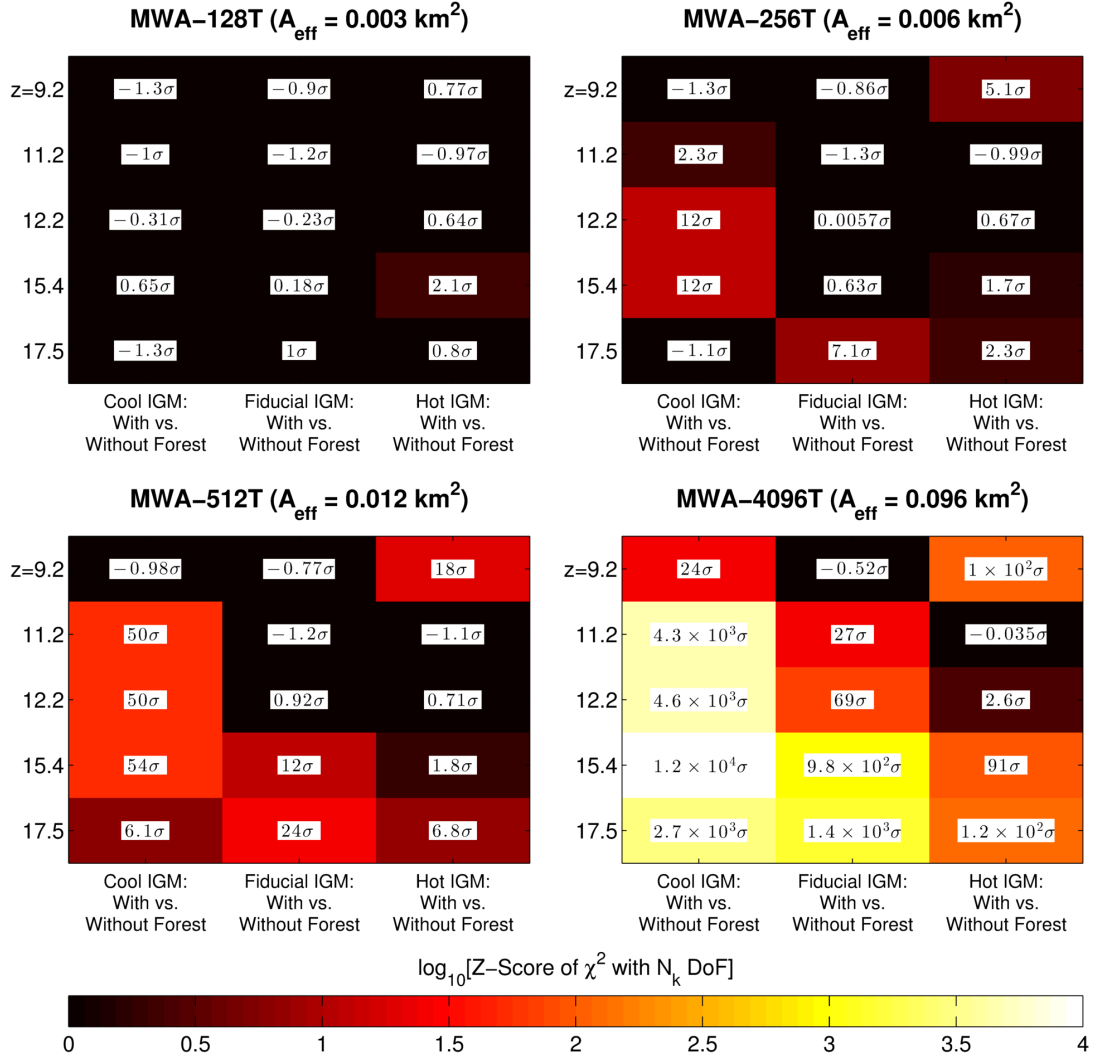 MWA−128T (A_eff = 0.003 km²)
z=9.2 −1.3σ −0.9σ 0.77σ
11.2 −1σ −1.2σ −0.97σ
12.2 −0.31σ −0.23σ 0.64σ
15.4 0.65σ 0.18σ 2.1σ
17.5 −1.3σ 1σ 0.8σ
Cool IGM: Fiducial IGM: Hot IGM:
With vs. With vs. With vs.
Without Forest Without Forest Without Forest
MWA−256T (A_eff = 0.006 km²)
z=9.2 −1.3σ −0.86σ 5.1σ
11.2 2.3σ −1.3σ −0.99σ
12.2 12σ 0.0057σ 0.67σ
15.4 12σ 0.63σ 1.7σ
17.5 −1.1σ 7.1σ 2.3σ
Cool IGM: Fiducial IGM: Hot IGM:
With vs. With vs. With vs.
Without Forest Without Forest Without Forest
MWA−512T (A_eff = 0.012 km²)
z=9.2 −0.98σ −0.77σ 18σ
11.2 50σ −1.2σ −1.1σ
12.2 50σ 0.92σ 0.71σ
15.4 54σ 12σ 1.8σ
17.5 6.1σ 24σ 6.8σ
Cool IGM: Fiducial IGM: Hot IGM:
With vs. With vs. With vs.
Without Forest Without Forest Without Forest
MWA−4096T (A_eff = 0.096 km²)
z=9.2 24σ −0.52σ 1 × 10²σ
11.2 4.3 × 10³σ 27σ −0.035σ
12.2 4.6 × 10³σ 69σ 2.6σ
15.4 1.2 × 10⁴σ 9.8 × 10²σ 91σ
17.5 2.7 × 10³σ 1.4 × 10³σ 1.2 × 10²σ
Cool IGM: Fiducial IGM: Hot IGM:
With vs. With vs. With vs.
Without Forest Without Forest Without Forest
log₁₀[Z−Score of χ² with N_k DoF]
0 0.5 1 1.5 2 2.5 3 3.5 4